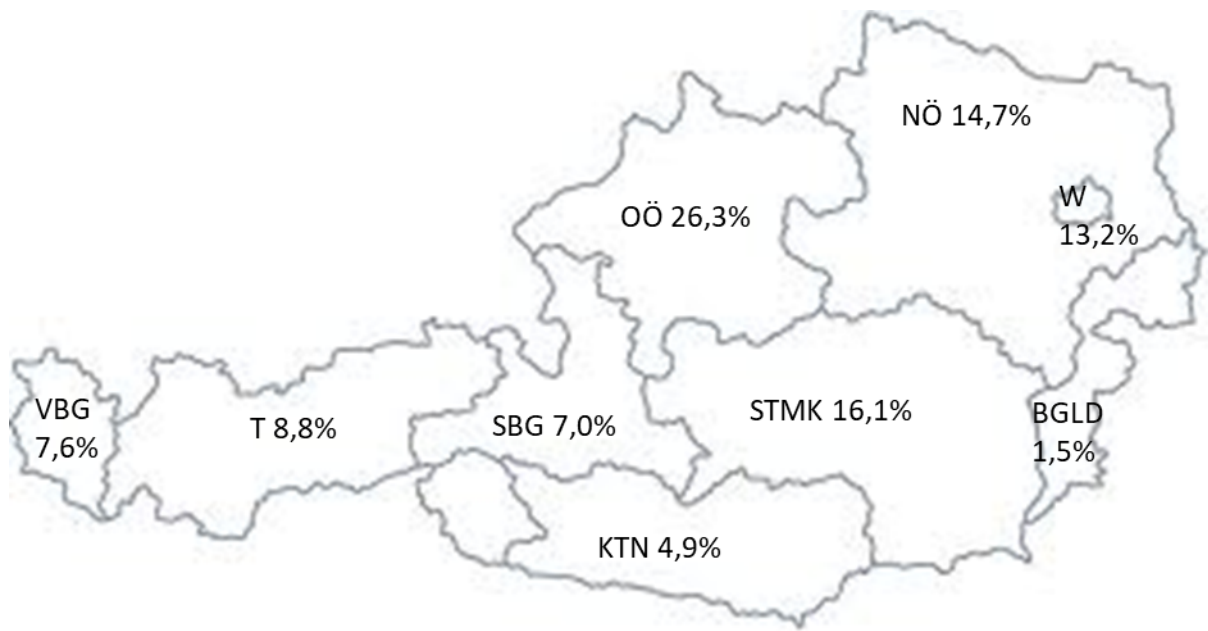 NÖ 14,7%
W
13,2%
OÖ 26,3%
VBG
7,6%
T 8,8%
SBG 7,0%
STMK 16,1%
BGLD
1,5%
KTN 4,9%